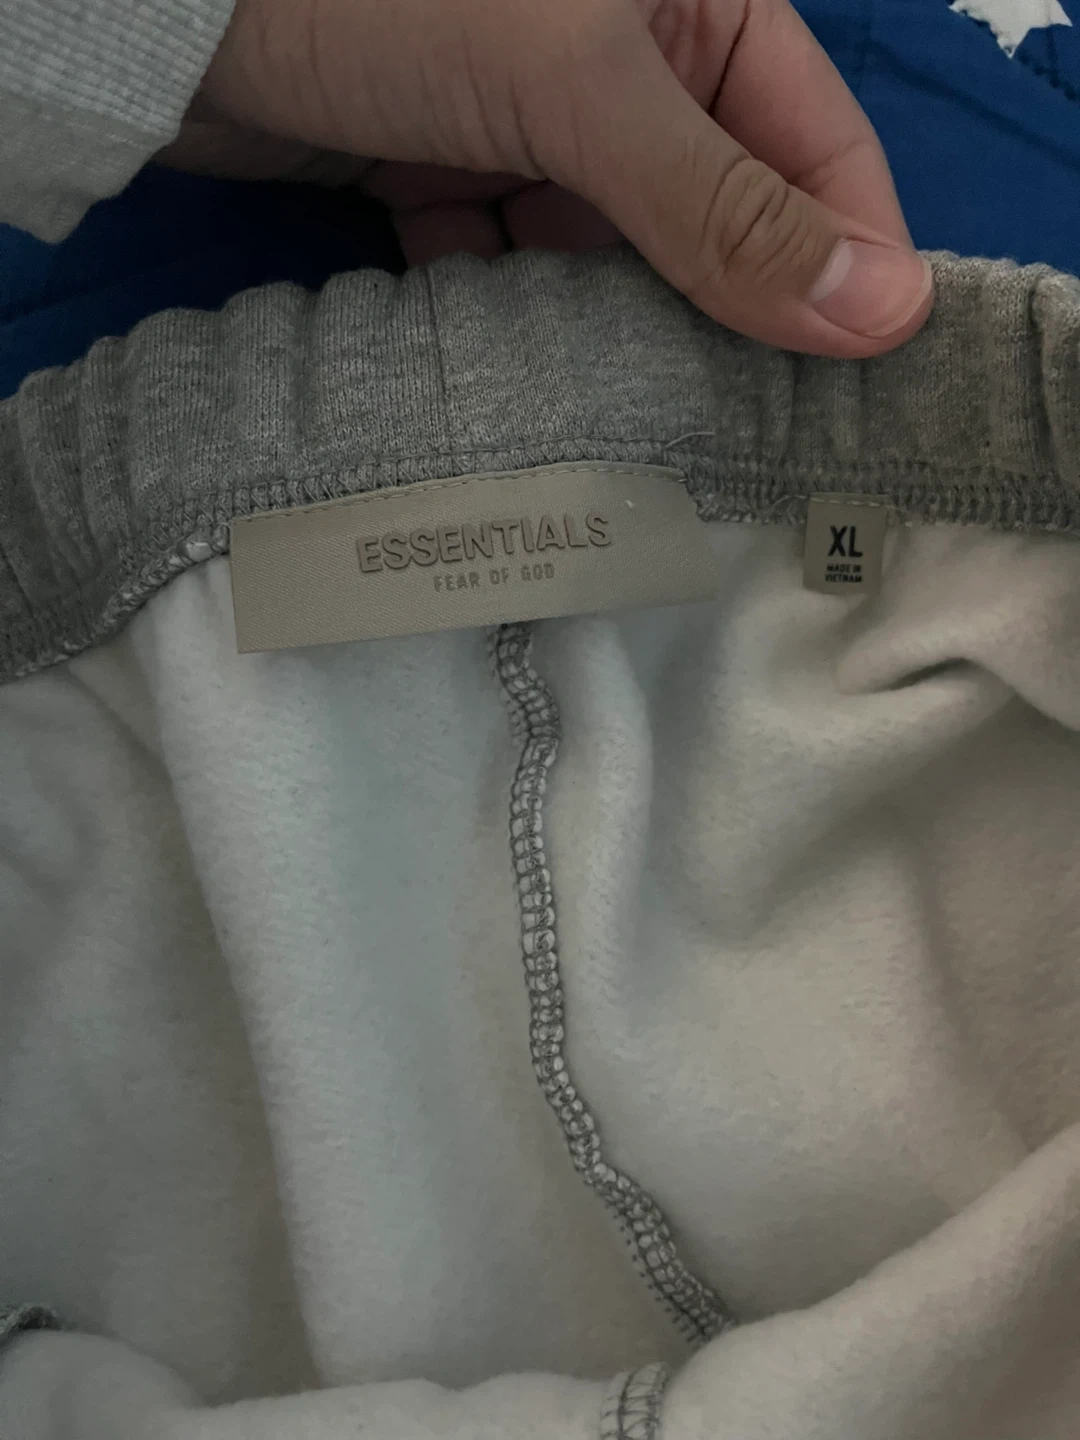 ESSENTIALS
FEAR OF GOD
XL
MADE IN
VIETNAM